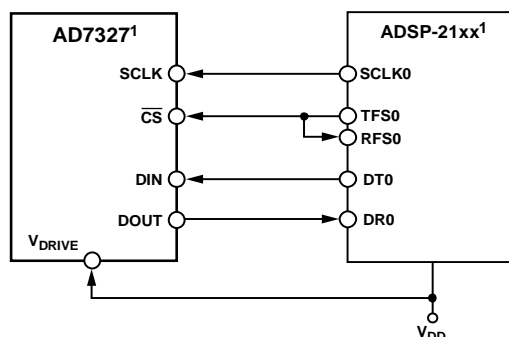 AD7327¹
SCLK
CS
DIN
DOUT
VDRIVE
ADSP-21xx¹
SCLK0
TFS0
RFS0
DT0
DR0
VDD